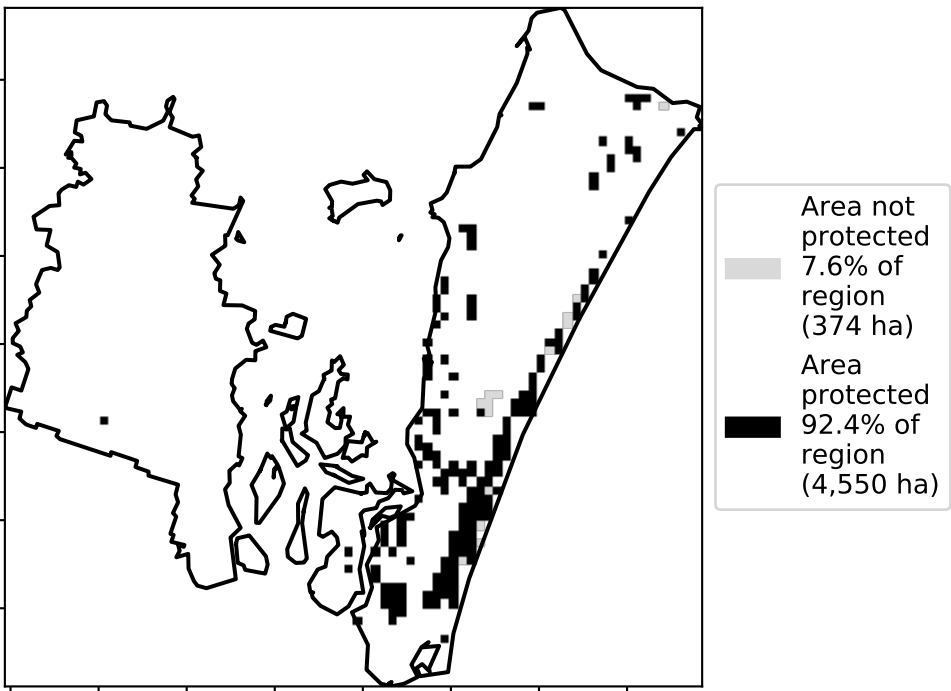 Area not
protected
7.6% of
region
(374 ha)
Area
protected
92.4% of
region
(4,550 ha)